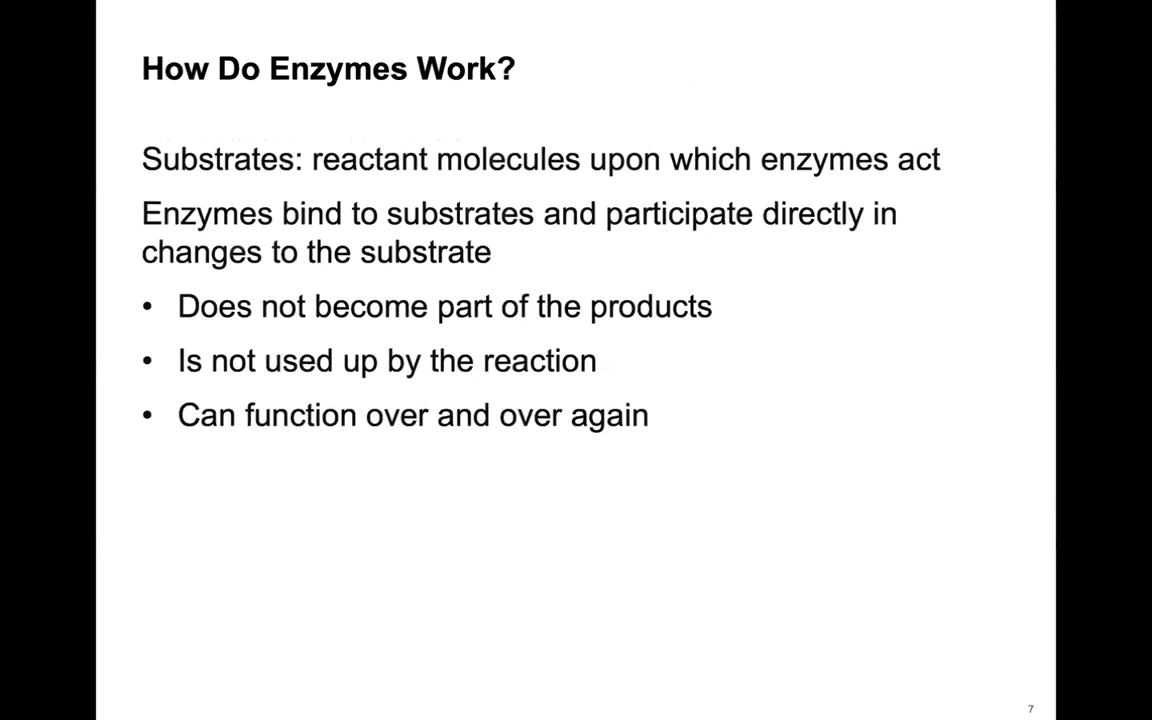 How Do Enzymes Work?
Substrates: reactant molecules upon which enzymes act
Enzymes bind to substrates and participate directly in
changes to the substrate
• Does not become part of the products
• Is not used up by the reaction
• Can function over and over again
7